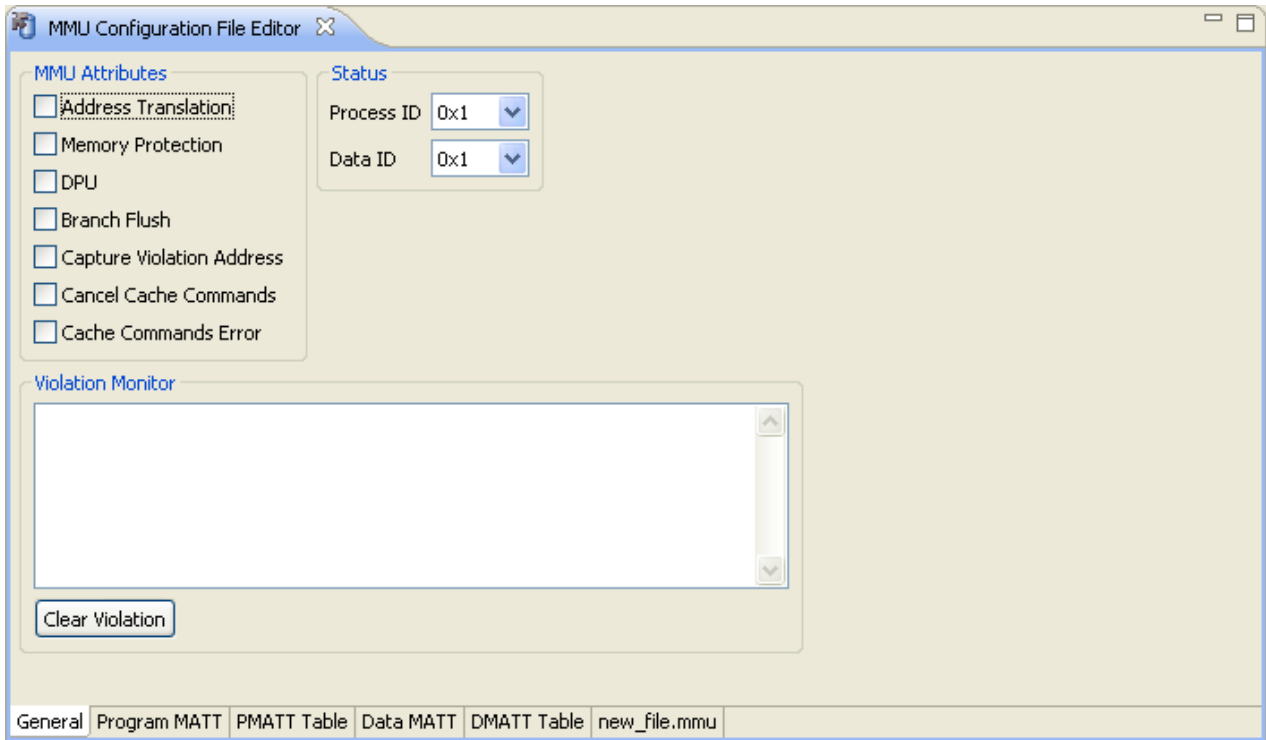 MMU Configuration File Editor
MMU Attributes
Address Translation
Memory Protection
DPU
Branch Flush
Capture Violation Address
Cancel Cache Commands
Cache Commands Error
Status
Process ID 0x1
Data ID 0x1
Violation Monitor
Clear Violation
General Program MATT PMATT Table Data MATT DMATT Table new_file.mmu